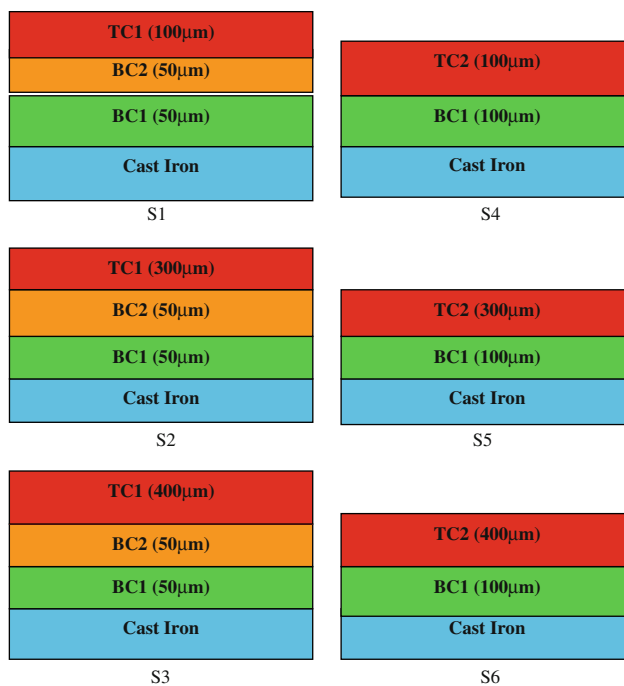 TC1 (100μm)
BC2 (50μm)
BC1 (50μm)
Cast Iron
S1
TC2 (100μm)
BC1 (100μm)
Cast Iron
S4
TC1 (300μm)
BC2 (50μm)
BC1 (50μm)
Cast Iron
S2
TC2 (300μm)
BC1 (100μm)
Cast Iron
S5
TC1 (400μm)
BC2 (50μm)
BC1 (50μm)
Cast Iron
S3
TC2 (400μm)
BC1 (100μm)
Cast Iron
S6